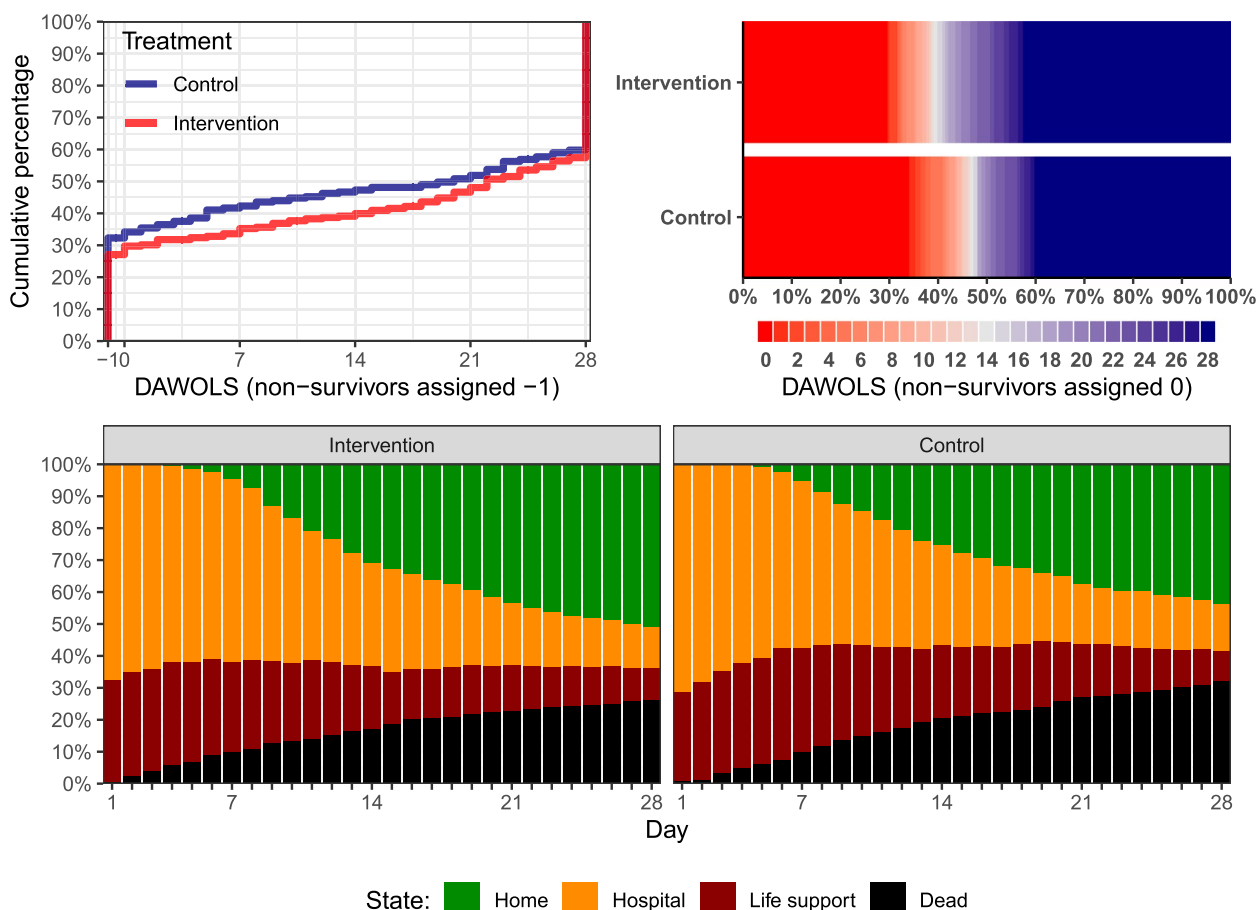 100%
90%
80%
70%
60%
50%
40%
30%
20%
10%
0%
Cumulative percentage
Treatment
Control
Intervention
−10 7 14 21 28
DAWOLS (non−survivors assigned −1)
Intervention
Control
0% 10% 20% 30% 40% 50% 60% 70% 80% 90% 100%
0 2 4 6 8 10 12 14 16 18 20 22 24 26 28
DAWOLS (non−survivors assigned 0)
Intervention Control
100%
90%
80%
70%
60%
50%
40%
30%
20%
10%
0%
1 7 14 21 28 1 7 14 21 28
Day
State: Home Hospital Life support Dead